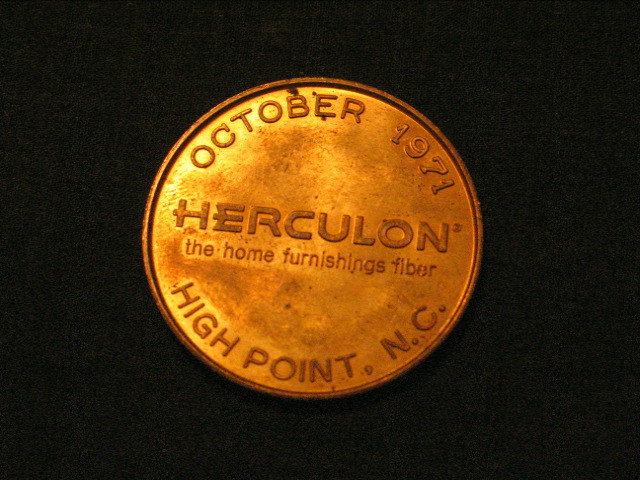 OCTOBER 1971
HERCULON®
the home furnishings fiber
HIGH POINT, N.C.